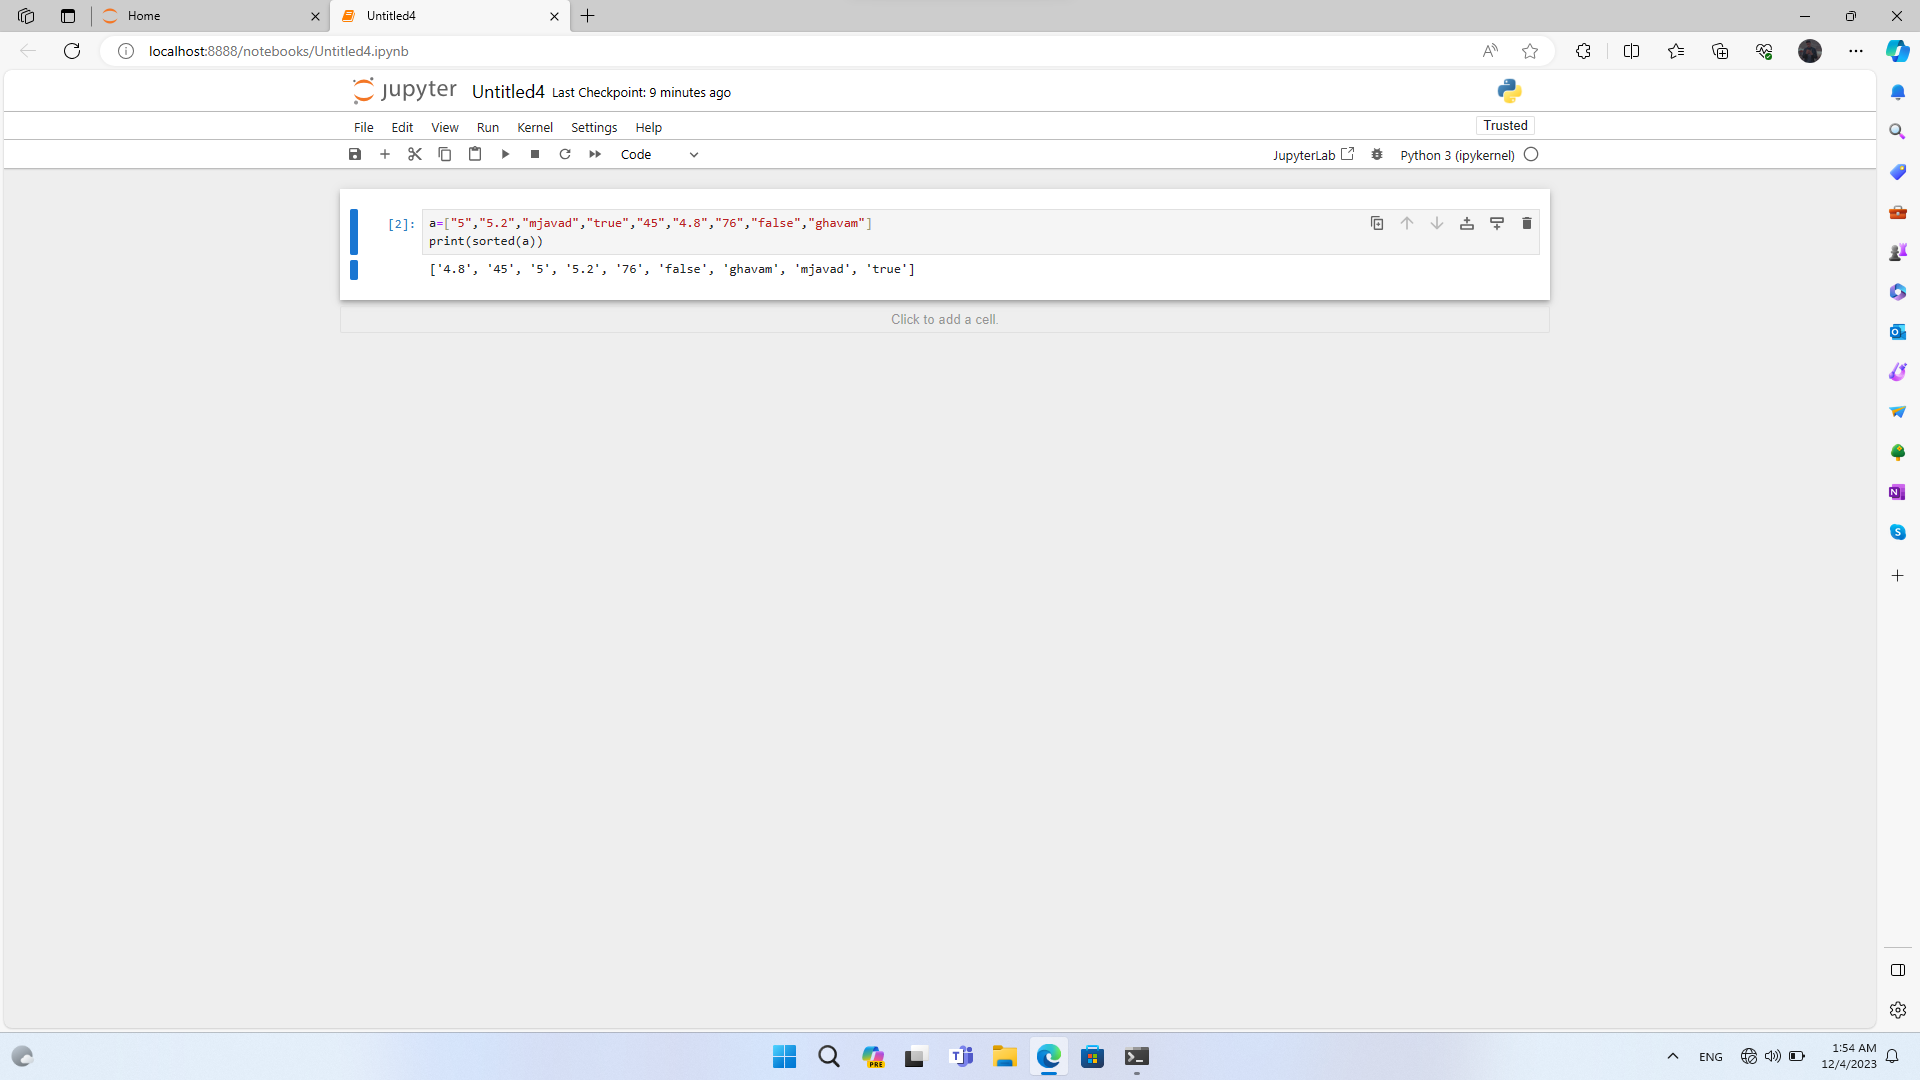 Home
Untitled4
localhost:8888/notebooks/Untitled4.ipynb
jupyter Untitled4 Last Checkpoint: 9 minutes ago
File Edit View Run Kernel Settings Help Trusted
Code JupyterLab Python 3 (ipykernel)
[2]: a=["5","5.2","mjavad","true","45","4.8","76","false","ghavam"]
print(sorted(a))
['4.8', '45', '5', '5.2', '76', 'false', 'ghavam', 'mjavad', 'true']
Click to add a cell.
PRE
ENG
1:54 AM
12/4/2023